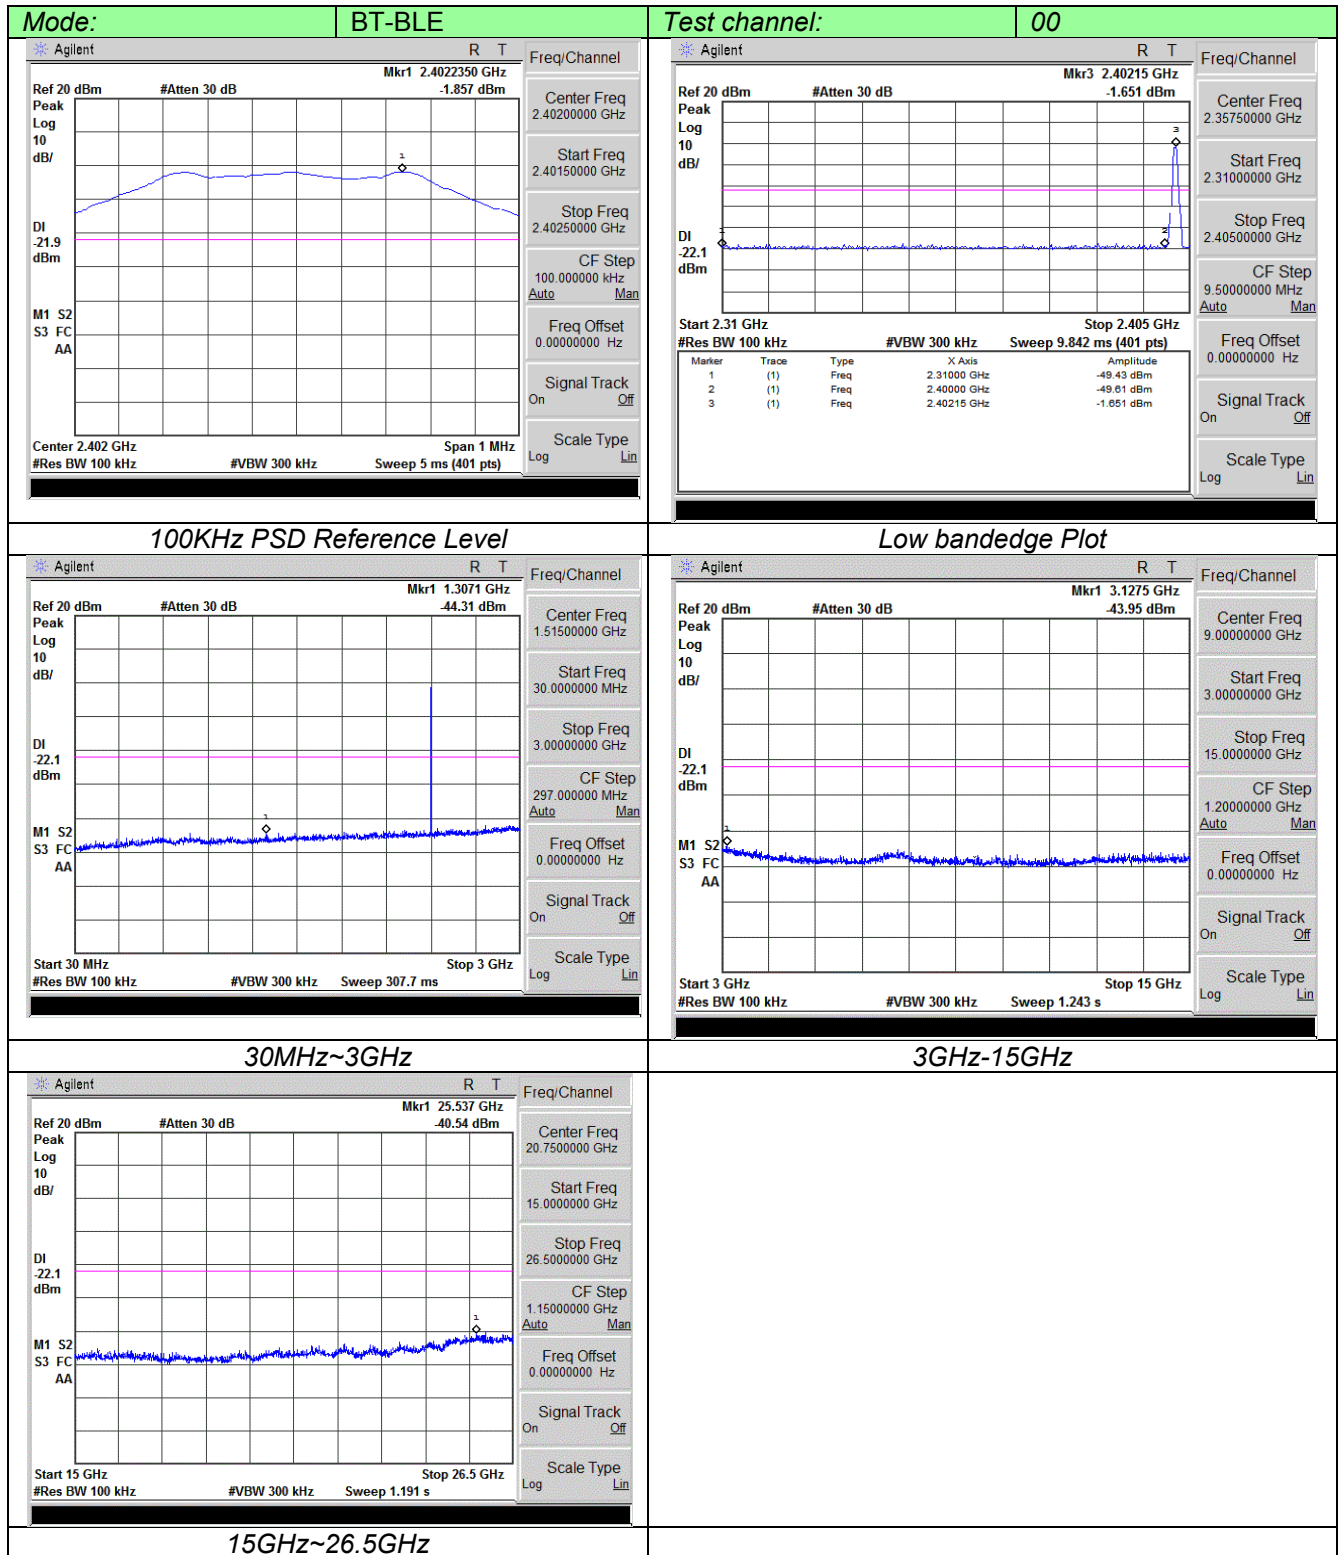 Mode: BT-BLE Test channel: 00
Agilent R T
Mkr1 2.4022350 GHz
Ref 20 dBm #Atten 30 dB -1.857 dBm
Peak
Log
10
dB/
1
DI
-21.9
dBm
M1 S2
S3 FC
AA
Center 2.402 GHz Span 1 MHz
#Res BW 100 kHz #VBW 300 kHz Sweep 5 ms (401 pts)
Freq/Channel
Center Freq
2.40200000 GHz
Start Freq
2.40150000 GHz
Stop Freq
2.40250000 GHz
CF Step
100.000000 kHz
Auto Man
Freq Offset
0.00000000 Hz
Signal Track
On Off
Scale Type
Log Lin
Agilent R T
Mkr3 2.40215 GHz
Ref 20 dBm #Atten 30 dB -1.651 dBm
Peak
Log
10
dB/
3
DI
-22.1
dBm
1 2
Start 2.31 GHz Stop 2.405 GHz
#Res BW 100 kHz #VBW 300 kHz Sweep 9.842 ms (401 pts)
Marker Trace Type X Axis Amplitude
1 (1) Freq 2.31000 GHz -49.43 dBm
2 (1) Freq 2.40000 GHz -49.61 dBm
3 (1) Freq 2.40215 GHz -1.651 dBm
Freq/Channel
Center Freq
2.35750000 GHz
Start Freq
2.31000000 GHz
Stop Freq
2.40500000 GHz
CF Step
9.50000000 MHz
Auto Man
Freq Offset
0.00000000 Hz
Signal Track
On Off
Scale Type
Log Lin
100KHz PSD Reference Level Low bandedge Plot
Agilent R T
Mkr1 1.3071 GHz
Ref 20 dBm #Atten 30 dB -44.31 dBm
Peak
Log
10
dB/
DI
-22.1
dBm
1
M1 S2
S3 FC
AA
Start 30 MHz Stop 3 GHz
#Res BW 100 kHz #VBW 300 kHz Sweep 307.7 ms
Freq/Channel
Center Freq
1.51500000 GHz
Start Freq
30.0000000 MHz
Stop Freq
3.00000000 GHz
CF Step
297.000000 MHz
Auto Man
Freq Offset
0.00000000 Hz
Signal Track
On Off
Scale Type
Log Lin
Agilent R T
Mkr1 3.1275 GHz
Ref 20 dBm #Atten 30 dB -43.95 dBm
Peak
Log
10
dB/
DI
-22.1
dBm
1
M1 S2
S3 FC
AA
Start 3 GHz Stop 15 GHz
#Res BW 100 kHz #VBW 300 kHz Sweep 1.243 s
Freq/Channel
Center Freq
9.00000000 GHz
Start Freq
3.00000000 GHz
Stop Freq
15.0000000 GHz
CF Step
1.20000000 GHz
Auto Man
Freq Offset
0.00000000 Hz
Signal Track
On Off
Scale Type
Log Lin
30MHz~3GHz 3GHz-15GHz
Agilent R T
Mkr1 25.537 GHz
Ref 20 dBm #Atten 30 dB -40.54 dBm
Peak
Log
10
dB/
DI
-22.1
dBm
1
M1 S2
S3 FC
AA
Start 15 GHz Stop 26.5 GHz
#Res BW 100 kHz #VBW 300 kHz Sweep 1.191 s
Freq/Channel
Center Freq
20.7500000 GHz
Start Freq
15.0000000 GHz
Stop Freq
26.5000000 GHz
CF Step
1.15000000 GHz
Auto Man
Freq Offset
0.00000000 Hz
Signal Track
On Off
Scale Type
Log Lin
15GHz~26.5GHz